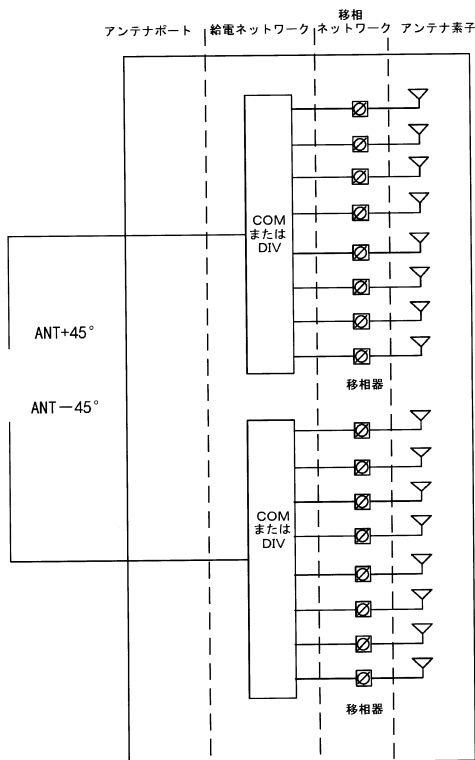 移相
アンテナポート
給電ネットワーク
ネットワーク
アンテナ素子
COM
または
DIV
ANT+45°
移相器
ANT−45°
COM
または
DIV
移相器